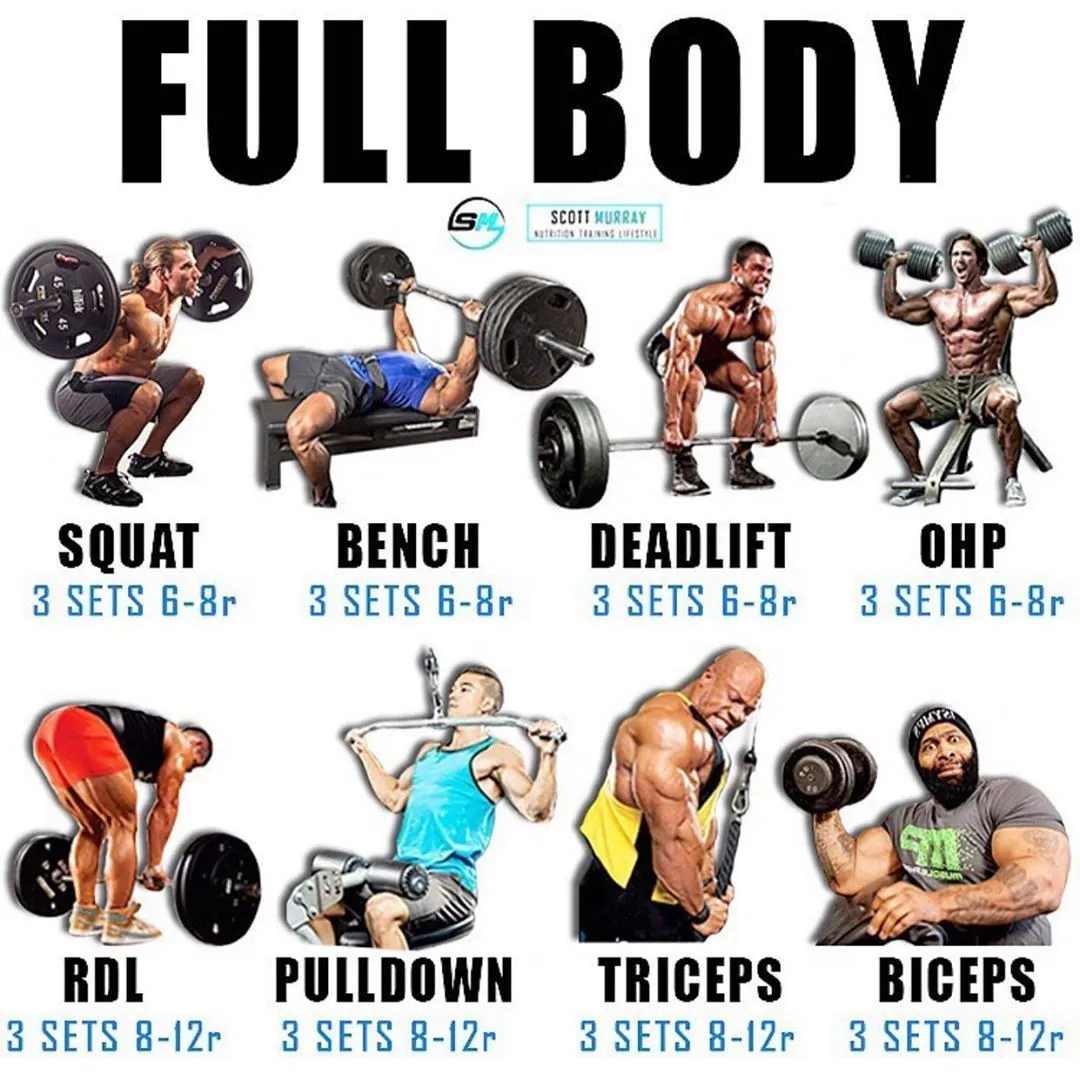 FULL BODY
SM
SCOTT MURRAY
NUTRITION TRAINING LIFESTYLE
45
SQUAT
BENCH
DEADLIFT
OHP
3 SETS 6-8r
3 SETS 6-8r
3 SETS 6-8r
3 SETS 6-8r
RDL
PULLDOWN
TRICEPS
BICEPS
3 SETS 8-12r
3 SETS 8-12r
3 SETS 8-12r
3 SETS 8-12r